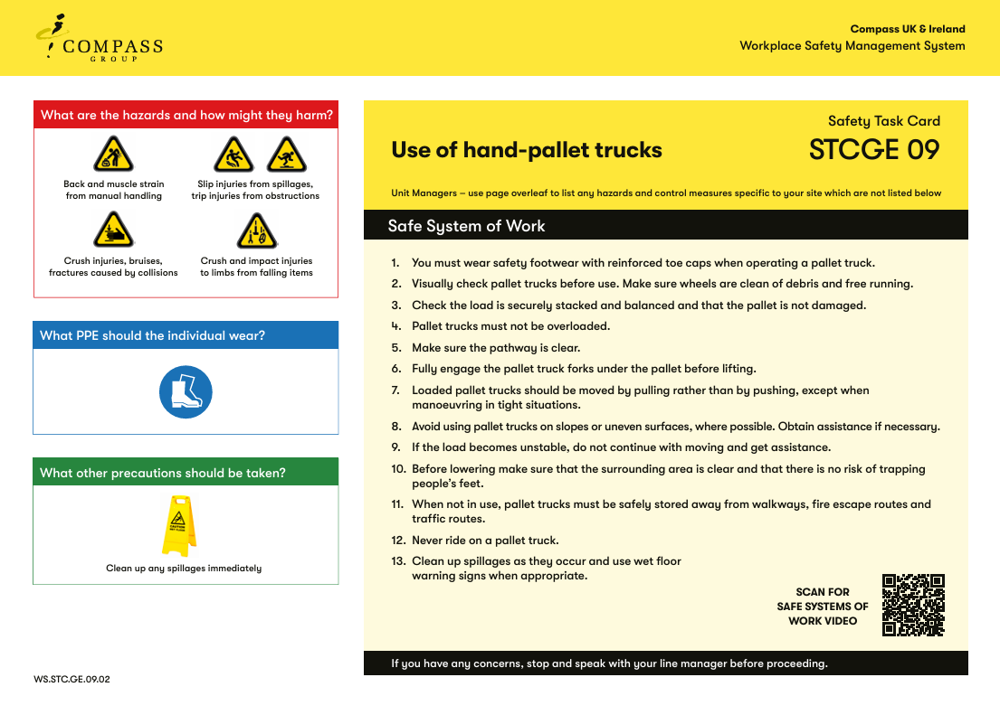 COMPASS
GROUP
Compass UK & Ireland
Workplace Safety Management System
What are the hazards and how might they harm?
Back and muscle strain
from manual handling
Slip injuries from spillages,
trip injuries from obstructions
Crush injuries, bruises,
fractures caused by collisions
Crush and impact injuries
to limbs from falling items
What PPE should the individual wear?
What other precautions should be taken?
CAUTION
WET FLOOR
Clean up any spillages immediately
WS.STC.GE.09.02
Safety Task Card
Use of hand-pallet trucks
STCGE 09
Unit Managers – use page overleaf to list any hazards and control measures specific to your site which are not listed below
Safe System of Work
1. You must wear safety footwear with reinforced toe caps when operating a pallet truck.
2. Visually check pallet trucks before use. Make sure wheels are clean of debris and free running.
3. Check the load is securely stacked and balanced and that the pallet is not damaged.
4. Pallet trucks must not be overloaded.
5. Make sure the pathway is clear.
6. Fully engage the pallet truck forks under the pallet before lifting.
7. Loaded pallet trucks should be moved by pulling rather than by pushing, except when
manoeuvring in tight situations.
8. Avoid using pallet trucks on slopes or uneven surfaces, where possible. Obtain assistance if necessary.
9. If the load becomes unstable, do not continue with moving and get assistance.
10. Before lowering make sure that the surrounding area is clear and that there is no risk of trapping
people's feet.
11. When not in use, pallet trucks must be safely stored away from walkways, fire escape routes and
traffic routes.
12. Never ride on a pallet truck.
13. Clean up spillages as they occur and use wet floor
warning signs when appropriate.
SCAN FOR
SAFE SYSTEMS OF
WORK VIDEO
If you have any concerns, stop and speak with your line manager before proceeding.